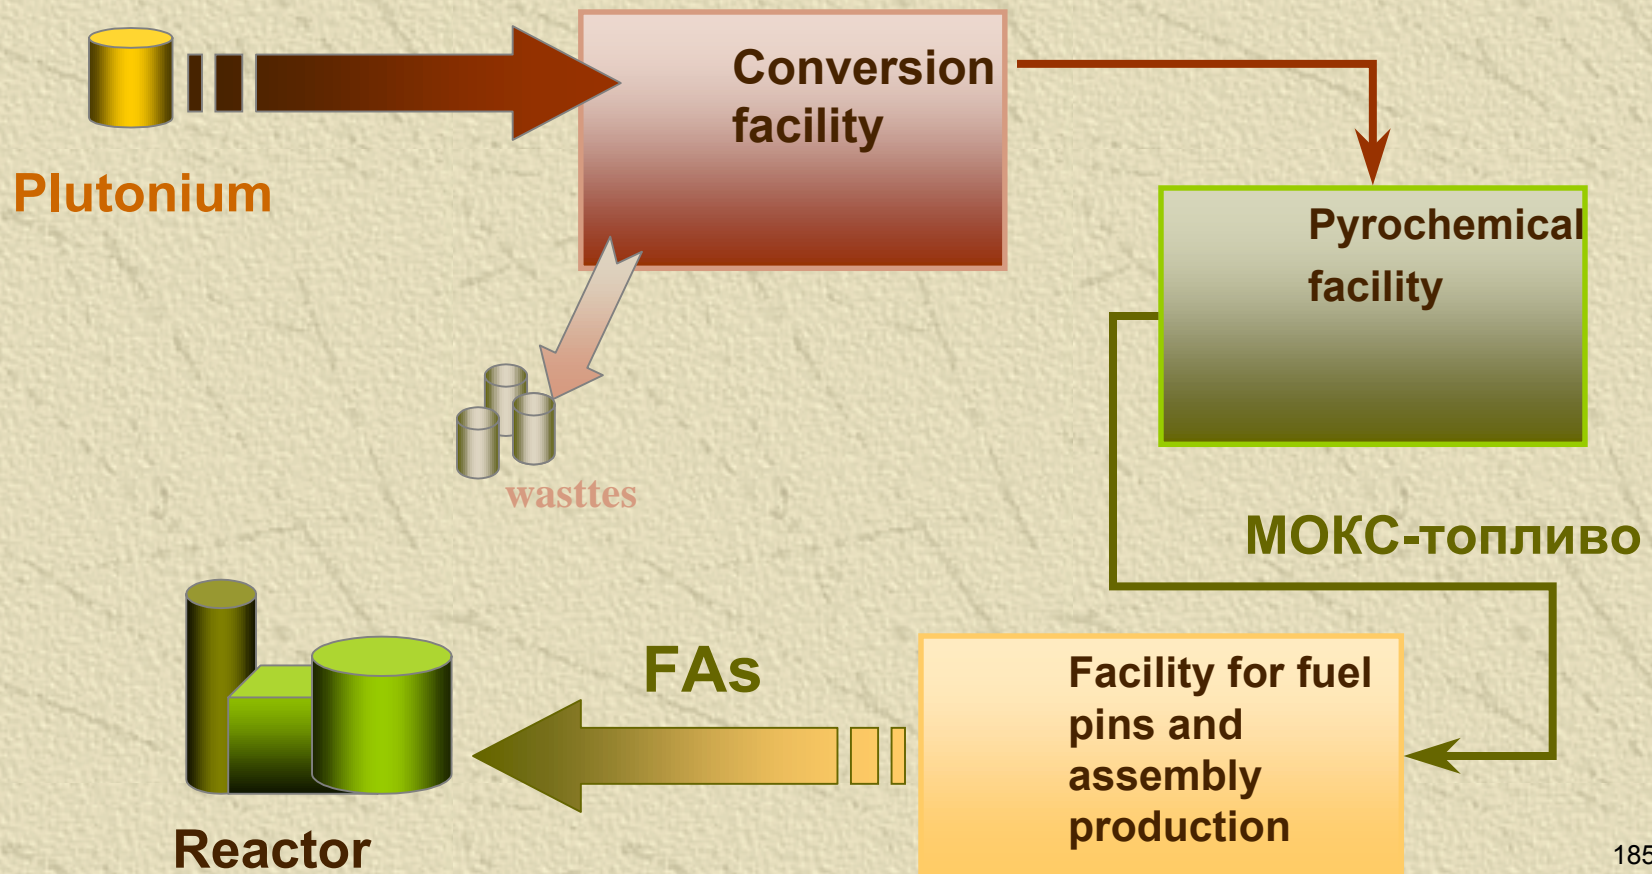 Plutonium
Conversion
facility
Pyrochemical
facility
wasttes
МОКС-топливо
FAs
Facility for fuel
pins and
assembly
production
Reactor
185